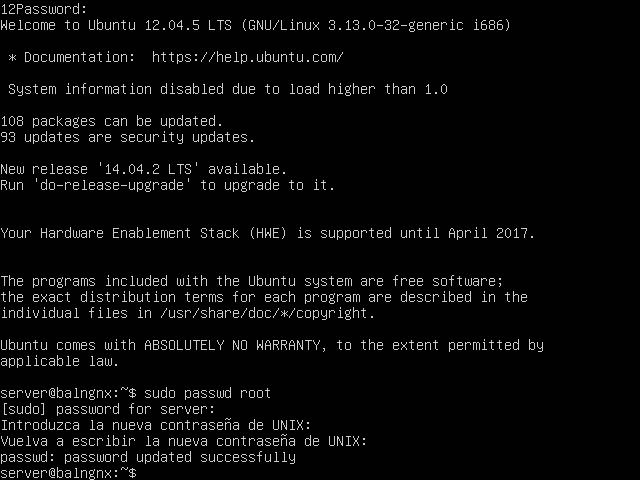 12Password:
Welcome to Ubuntu 12.04.5 LTS (GNU/Linux 3.13.0-32-generic i686)
* Documentation:  https://help.ubuntu.com/
System information disabled due to load higher than 1.0
108 packages can be updated.
93 updates are security updates.
New release '14.04.2 LTS' available.
Run 'do-release-upgrade' to upgrade to it.
Your Hardware Enablement Stack (HWE) is supported until April 2017.
The programs included with the Ubuntu system are free software;
the exact distribution terms for each program are described in the
individual files in /usr/share/doc/*/copyright.
Ubuntu comes with ABSOLUTELY NO WARRANTY, to the extent permitted by
applicable law.
server@balngnx:~$ sudo passwd root
[sudo] password for server:
Introduzca la nueva contraseña de UNIX:
Vuelva a escribir la nueva contraseña de UNIX:
passwd: password updated successfully
server@balngnx:~$